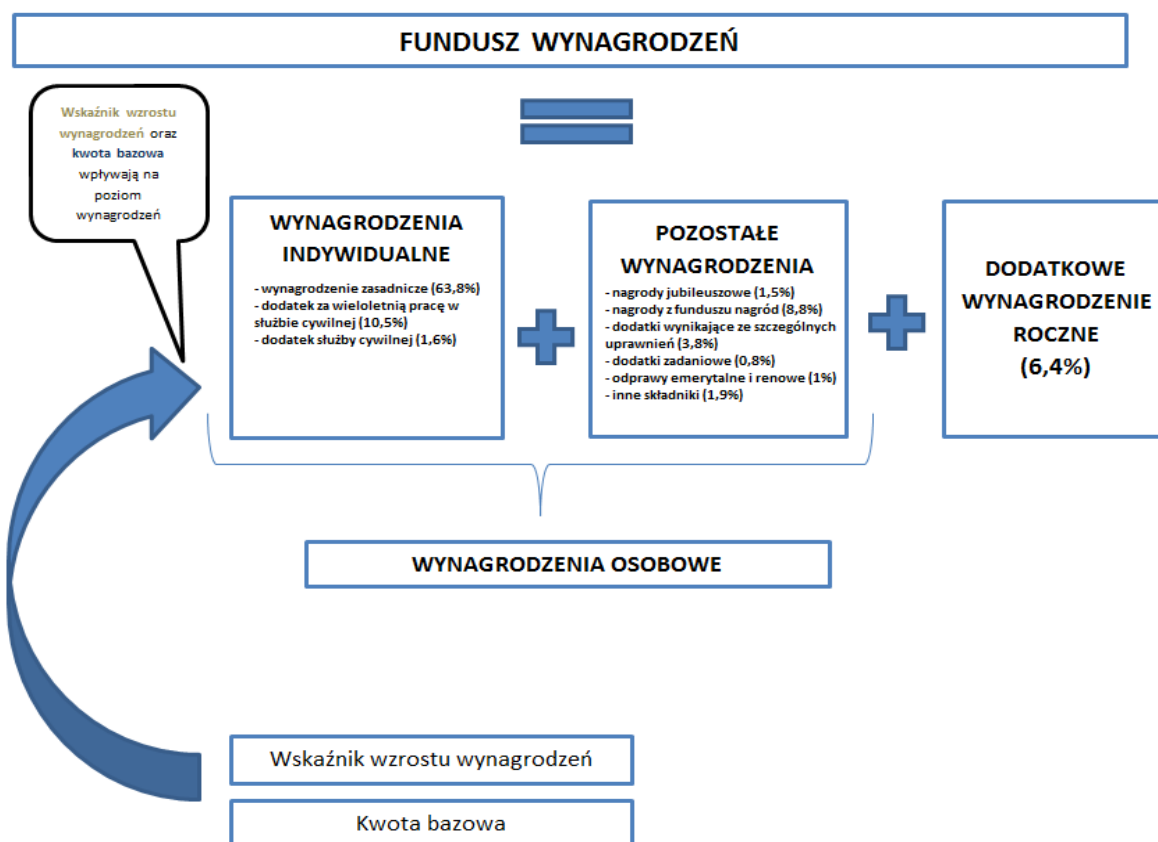 FUNDUSZ WYNAGRODZEŃ
Wskaźnik wzrostu
wynagrodzeń oraz
kwota bazowa
wpływają na
poziom
wynagrodzeń
WYNAGRODZENIA
INDYWIDUALNE
- wynagrodzenie zasadnicze (63,8%)
- dodatek za wieloletnią pracę w
służbie cywilnej (10,5%)
- dodatek służby cywilnej (1,6%)
POZOSTAŁE
WYNAGRODZENIA
- nagrody jubileuszowe (1,5%)
- nagrody z funduszu nagród (8,8%)
- dodatki wynikające ze szczególnych
uprawnień (3,8%)
- dodatki zadaniowe (0,8%)
- odprawy emerytalne i renowe (1%)
- inne składniki (1,9%)
DODATKOWE
WYNAGRODZENIE
ROCZNE
(6,4%)
WYNAGRODZENIA OSOBOWE
Wskaźnik wzrostu wynagrodzeń
Kwota bazowa